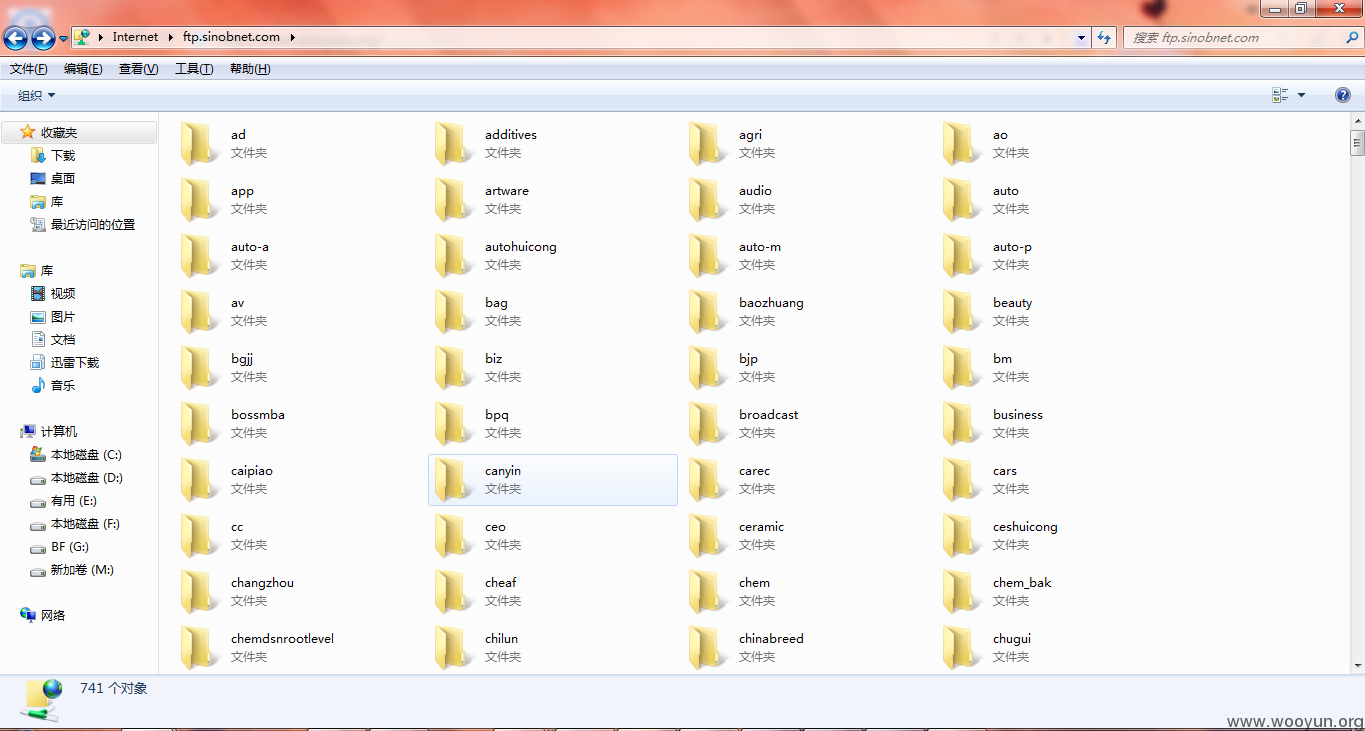 Internet ftp.sinobnet.com 搜索 ftp.sinobnet.com
文件(F) 编辑(E) 查看(V) 工具(T) 帮助(H)
组织
收藏夹
下载
桌面
库
最近访问的位置
库
视频
图片
文档
迅雷下载
音乐
计算机
本地磁盘 (C:)
本地磁盘 (D:)
有用 (E:)
本地磁盘 (F:)
BF (G:)
新加卷 (M:)
网络
ad additives agri ao
文件夹 文件夹 文件夹 文件夹
app artware audio auto
文件夹 文件夹 文件夹 文件夹
auto-a autohuicong auto-m auto-p
文件夹 文件夹 文件夹 文件夹
av bag baozhuang beauty
文件夹 文件夹 文件夹 文件夹
bgjj biz bjp bm
文件夹 文件夹 文件夹 文件夹
bossmba bpq broadcast business
文件夹 文件夹 文件夹 文件夹
caipiao canyin carec cars
文件夹 文件夹 文件夹 文件夹
cc ceo ceramic ceshuicong
文件夹 文件夹 文件夹 文件夹
changzhou cheaf chem chem_bak
文件夹 文件夹 文件夹 文件夹
chemdsnrootlevel chilun chinabreed chugui
文件夹 文件夹 文件夹 文件夹
741 个对象
www.wooyun.org